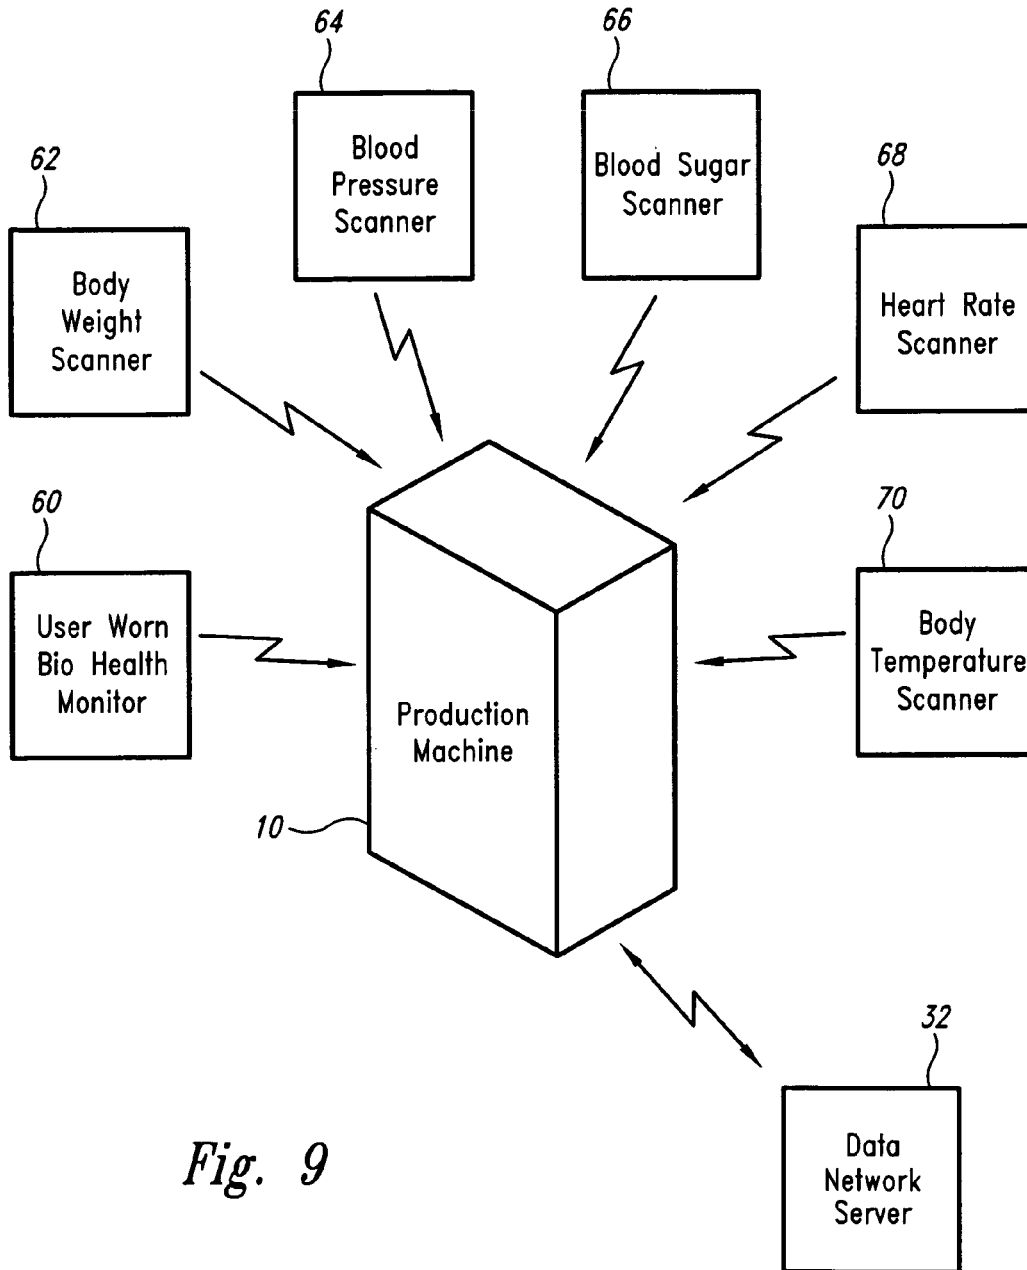 64
Blood
Pressure
Scanner
66
Blood Sugar
Scanner
62
Body
Weight
Scanner
68
Heart Rate
Scanner
60
User Worn
Bio Health
Monitor
70
Body
Temperature
Scanner
Production
Machine
10
32
Data
Network
Server
Fig. 9